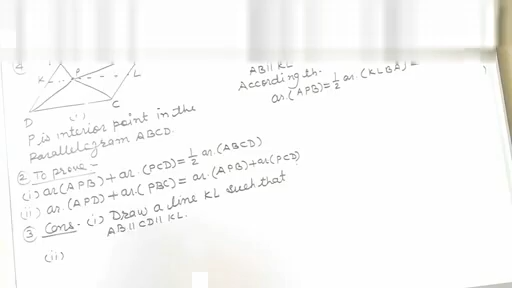 ④
K P L
D C
(i)
P is interior point in the
Parallelogram ABCD.
② To prove -
(i) ar(APB) + ar.(PCD) = 1/2 ar.(ABCD)
(ii) ar.(APD) + ar.(PBC) = ar.(APB) + ar(PCD)
③ Cons - (i) Draw a line KL such that
AB || CD || KL.
(ii)
AB || KL
According th.
ar.(APB) = 1/2 ar.(KLBA)